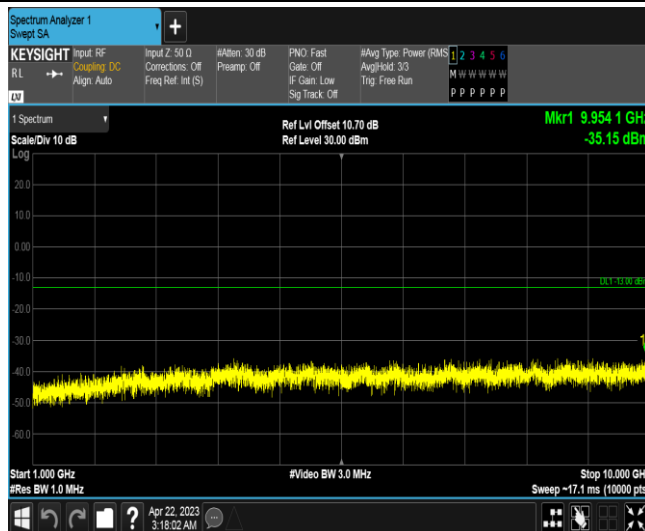 Spectrum Analyzer 1
Swept SA
+
KEYSIGHT Input: RF Input Z: 50 Ω #Atten: 30 dB PNO: Fast #Avg Type: Power (RMS 1 2 3 4 5 6
RL Coupling: DC Corrections: Off Preamp: Off Gate: Off Avg|Hold: 3/3 M W W W W W
Align: Auto Freq Ref: Int (S) IF Gain: Low Trig: Free Run
Sig Track: Off P P P P P P
1 Spectrum Ref Lvl Offset 10.70 dB Mkr1 9.954 1 GHz
Scale/Div 10 dB Ref Level 30.00 dBm -35.15 dBm
Log
20.0
10.0
0.00
-10.0
DL1 -13.00 dBm
-20.0
-30.0
1
-40.0
-50.0
-60.0
Start 1.000 GHz #Video BW 3.0 MHz Stop 10.000 GHz
#Res BW 1.0 MHz Sweep ~17.1 ms (10000 pts
? Apr 22, 2023
3:18:02 AM